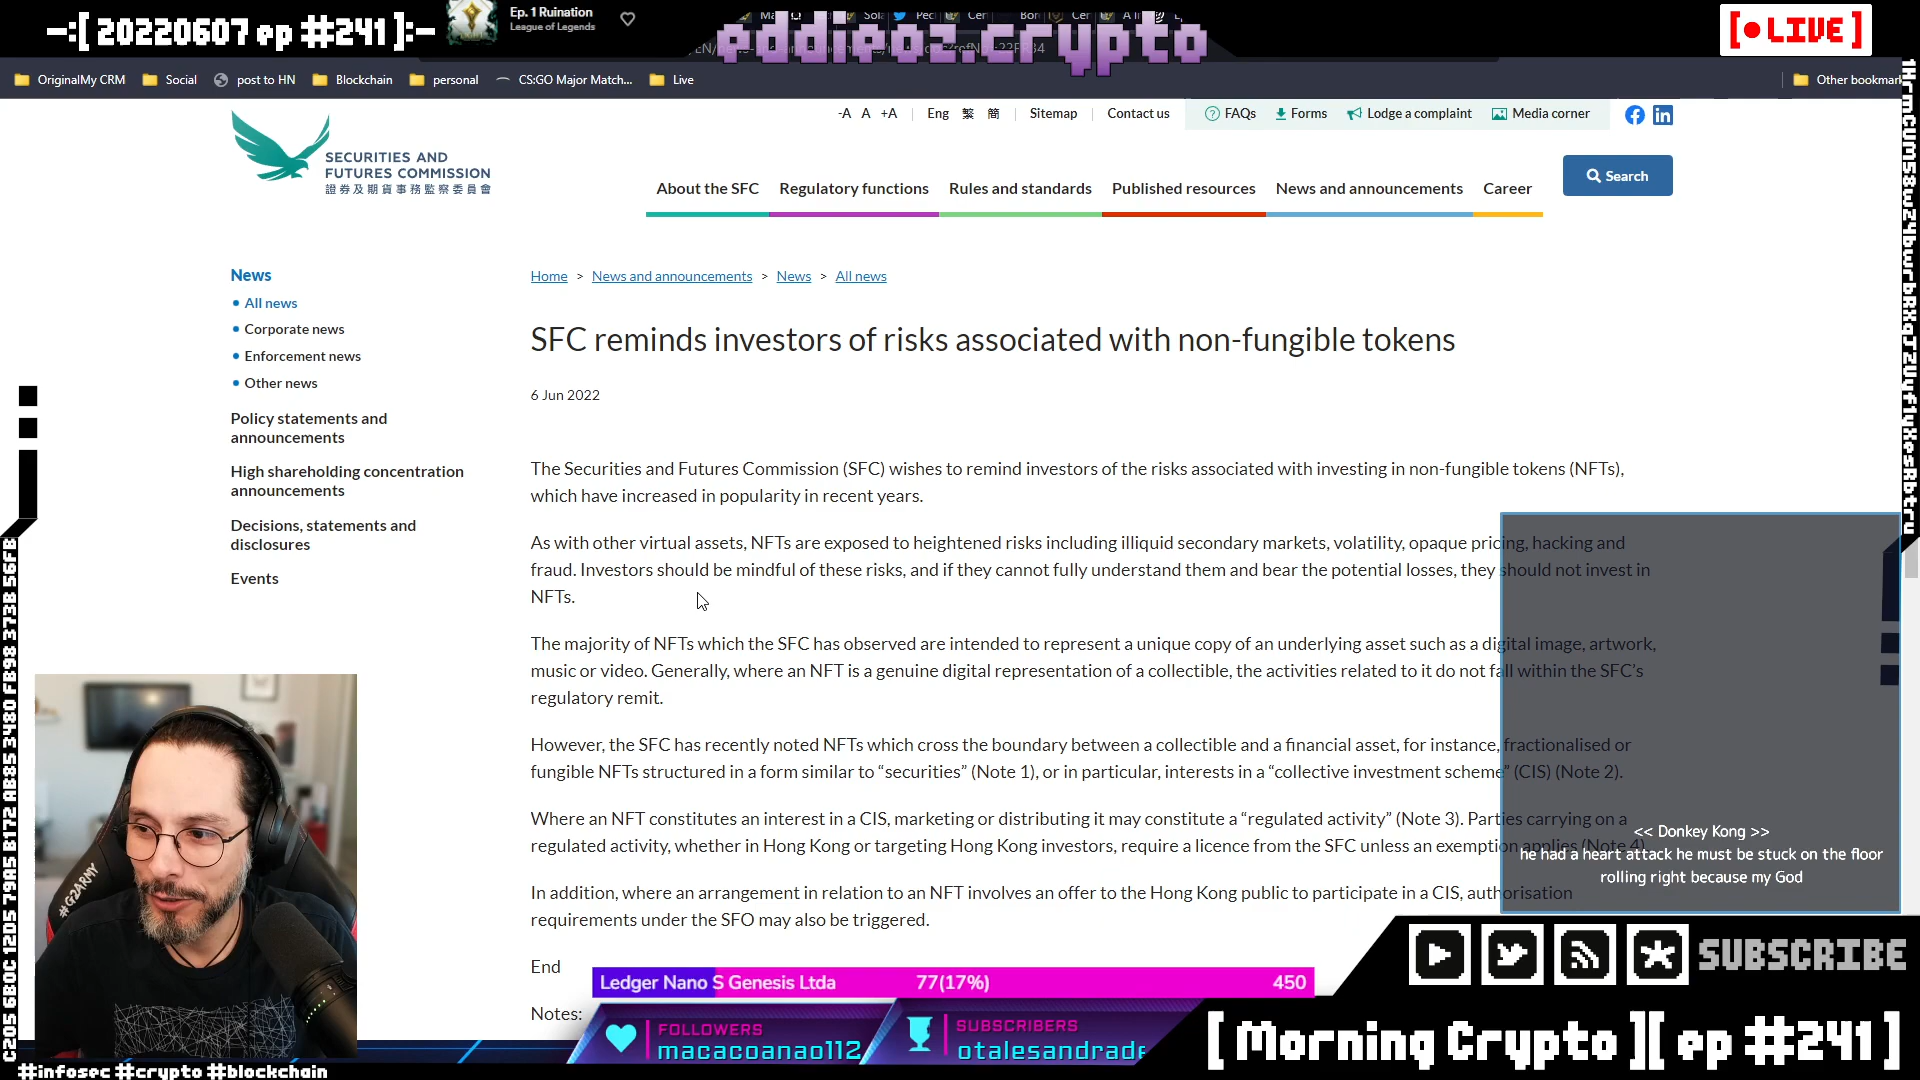 -:[ 20220607 ep #241 ]:-
Ep. 1 Ruination
League of Legends
eddieoz.crypto
[ LIVE ]
OriginalMy CRM
Social
post to HN
Blockchain
personal
CS:GO Major Match...
Live
Other bookmark
-A A +A
Eng 繁 簡
Sitemap
Contact us
FAQs
Forms
Lodge a complaint
Media corner
SECURITIES AND
FUTURES COMMISSION
證券及期貨事務監察委員會
About the SFC
Regulatory functions
Rules and standards
Published resources
News and announcements
Career
Search
News
All news
Corporate news
Enforcement news
Other news
Policy statements and
announcements
High shareholding concentration
announcements
Decisions, statements and
disclosures
Events
Home > News and announcements > News > All news
SFC reminds investors of risks associated with non-fungible tokens
6 Jun 2022
The Securities and Futures Commission (SFC) wishes to remind investors of the risks associated with investing in non-fungible tokens (NFTs),
which have increased in popularity in recent years.
As with other virtual assets, NFTs are exposed to heightened risks including illiquid secondary markets, volatility, opaque pricing, hacking and
fraud. Investors should be mindful of these risks, and if they cannot fully understand them and bear the potential losses, they should not invest in
NFTs.
The majority of NFTs which the SFC has observed are intended to represent a unique copy of an underlying asset such as a digital image, artwork,
music or video. Generally, where an NFT is a genuine digital representation of a collectible, the activities related to it do not fall within the SFC's
regulatory remit.
However, the SFC has recently noted NFTs which cross the boundary between a collectible and a financial asset, for instance, fractionalised or
fungible NFTs structured in a form similar to “securities” (Note 1), or in particular, interests in a “collective investment scheme” (CIS) (Note 2).
Where an NFT constitutes an interest in a CIS, marketing or distributing it may constitute a “regulated activity” (Note 3). Parties carrying on a
regulated activity, whether in Hong Kong or targeting Hong Kong investors, require a licence from the SFC unless an exemption applies (Note 4).
In addition, where an arrangement in relation to an NFT involves an offer to the Hong Kong public to participate in a CIS, authorisation
requirements under the SFO may also be triggered.
End
Notes:
<< Donkey Kong >>
he had a heart attack he must be stuck on the floor
rolling right because my God
#G2ARMY
Ledger Nano S Genesis Ltda
77(17%)
450
FOLLOWERS
macacoanao112
SUBSCRIBERS
otalesandrade
SUBSCRIBE
[ Morning Crypto ][ ep #241 ]
#infosec #crypto #blockchain
C205 6B0C 12D5 79A5 B172 AB85 3480 FB98 373B 56FB